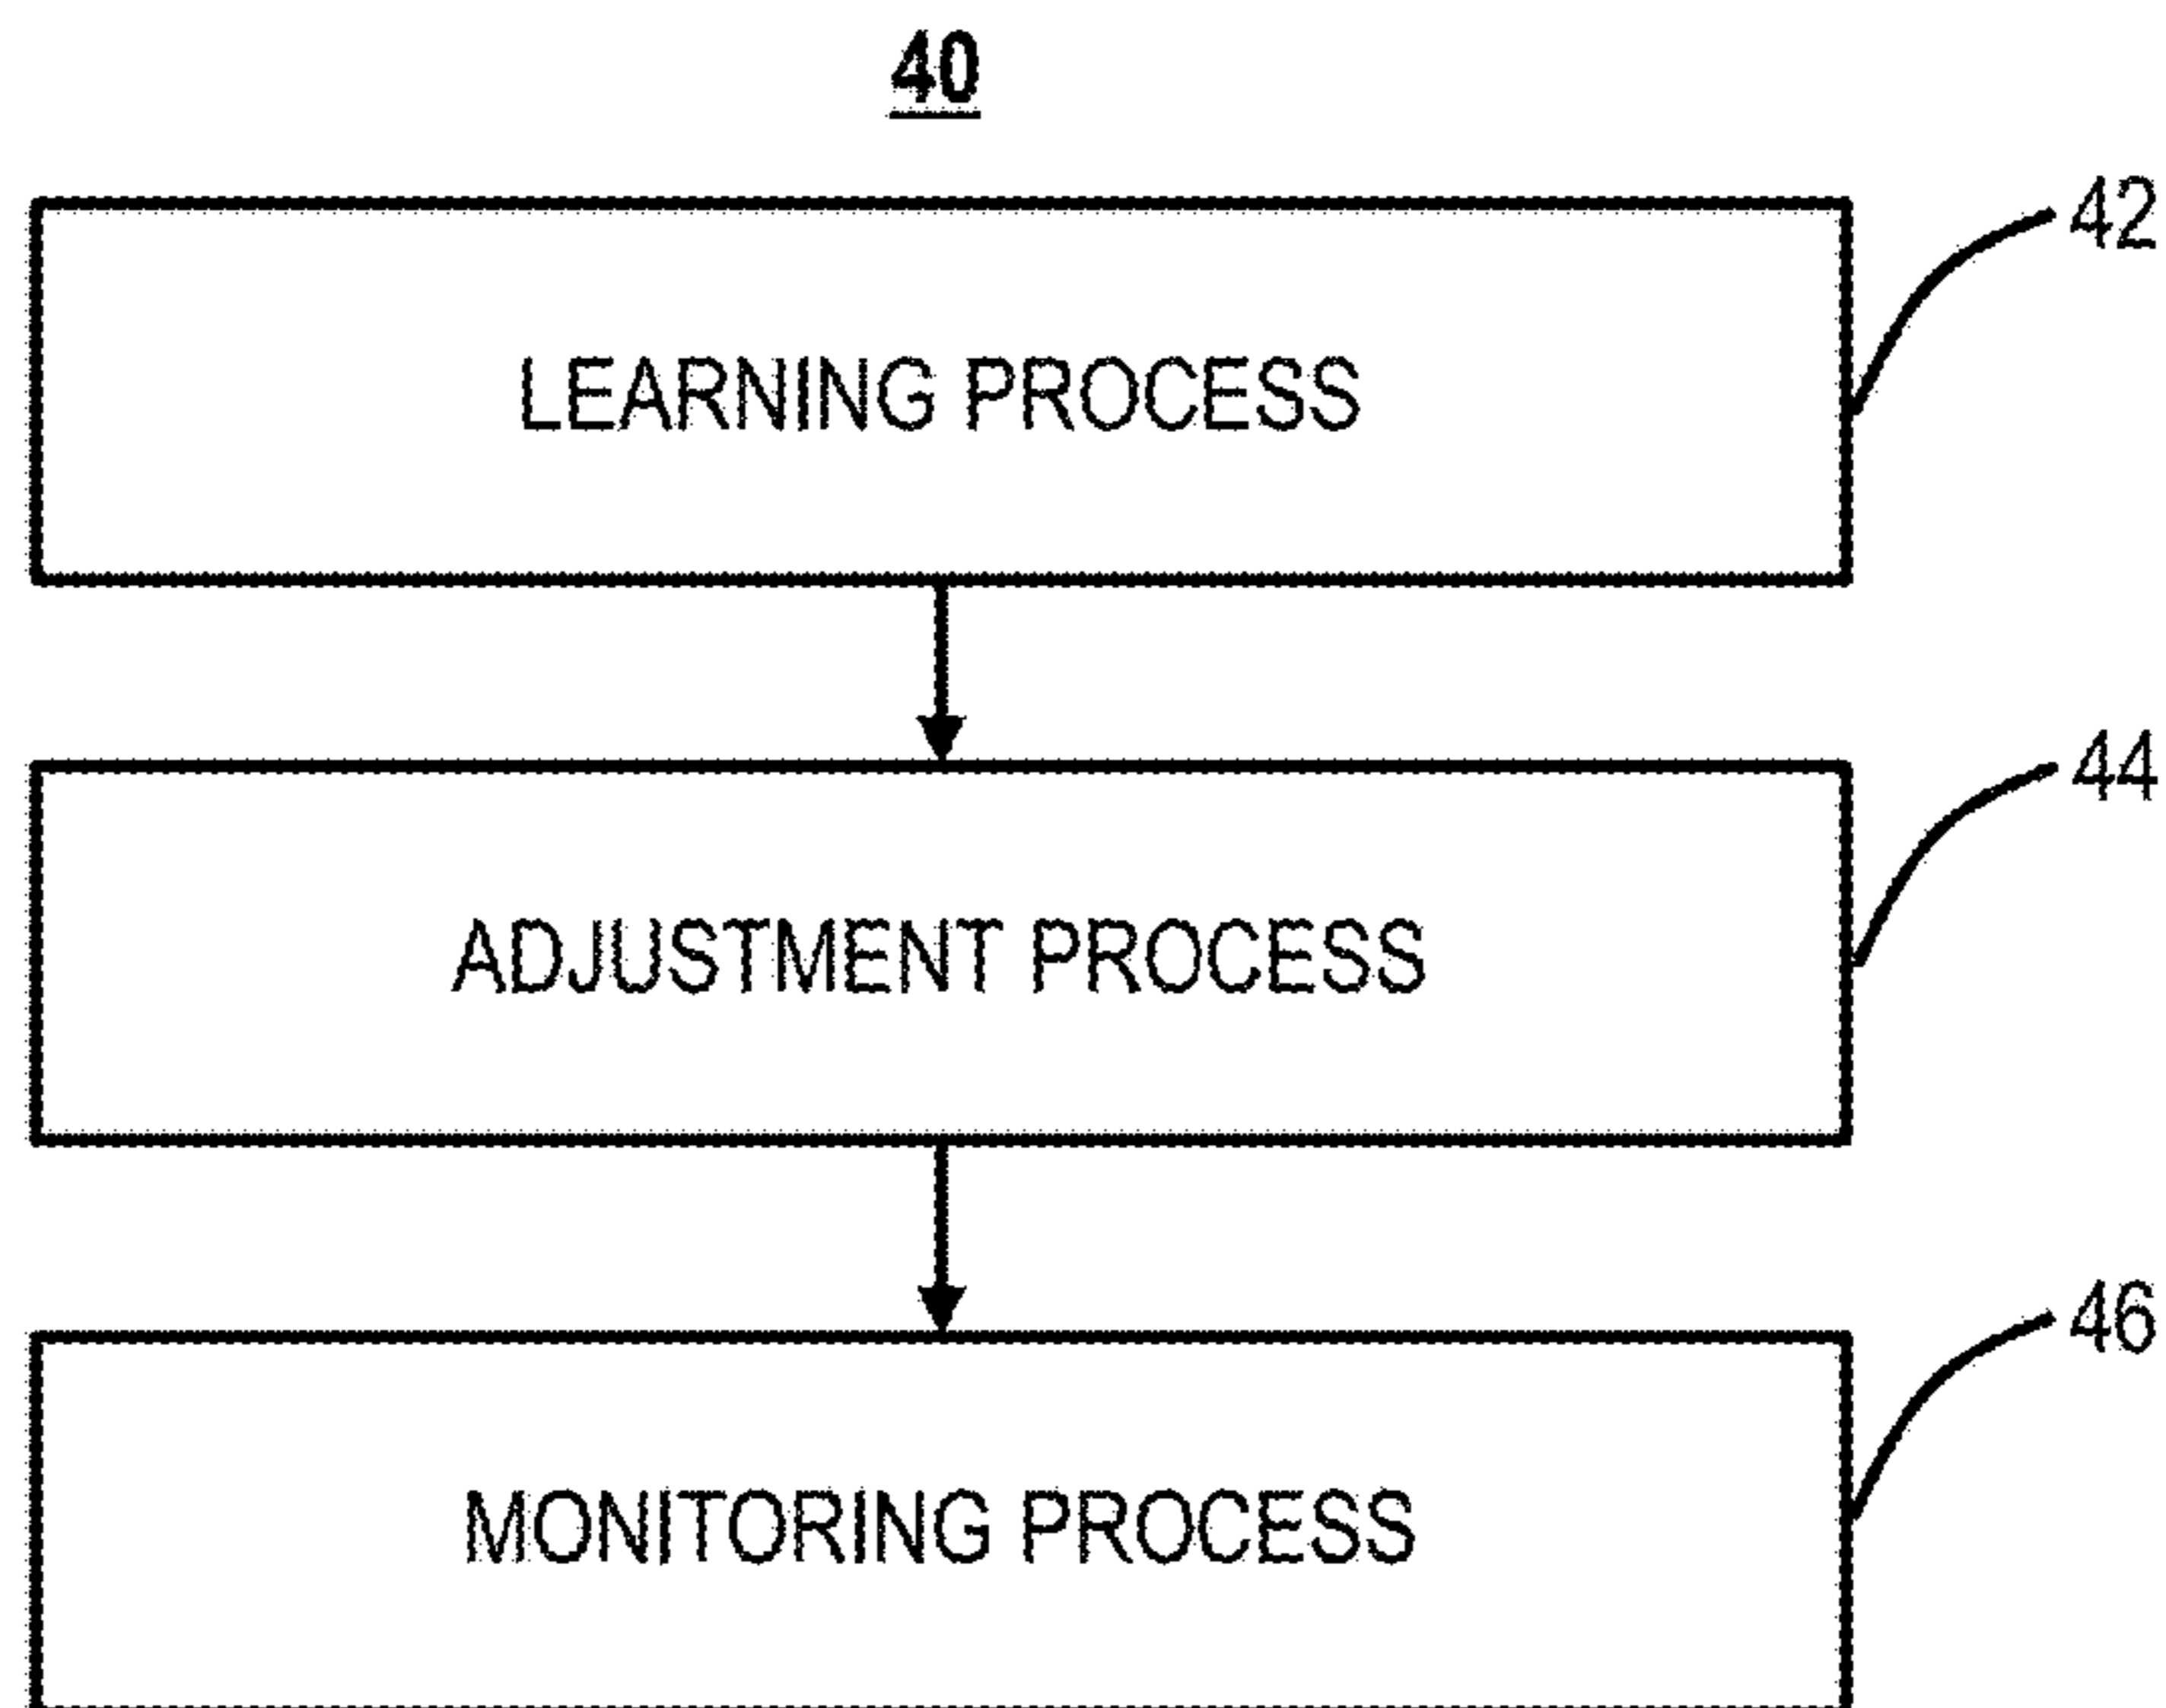 40
42
LEARNING PROCESS
44
ADJUSTMENT PROCESS
46
MONITORING PROCESS